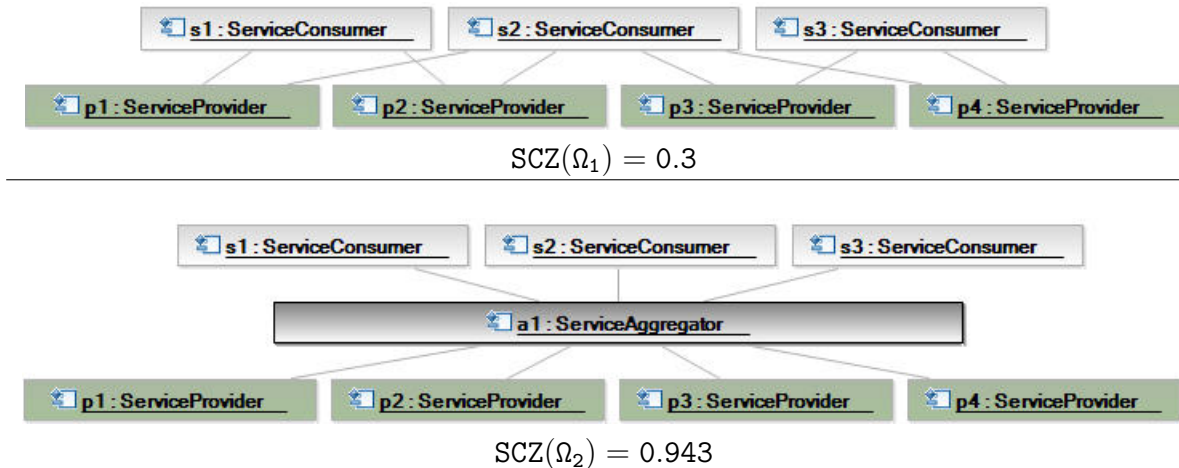 s1 : ServiceConsumer s2 : ServiceConsumer s3 : ServiceConsumer
p1 : ServiceProvider p2 : ServiceProvider p3 : ServiceProvider p4 : ServiceProvider
SCZ(Ω₁) = 0.3
s1 : ServiceConsumer s2 : ServiceConsumer s3 : ServiceConsumer
a1 : ServiceAggregator
p1 : ServiceProvider p2 : ServiceProvider p3 : ServiceProvider p4 : ServiceProvider
SCZ(Ω₂) = 0.943